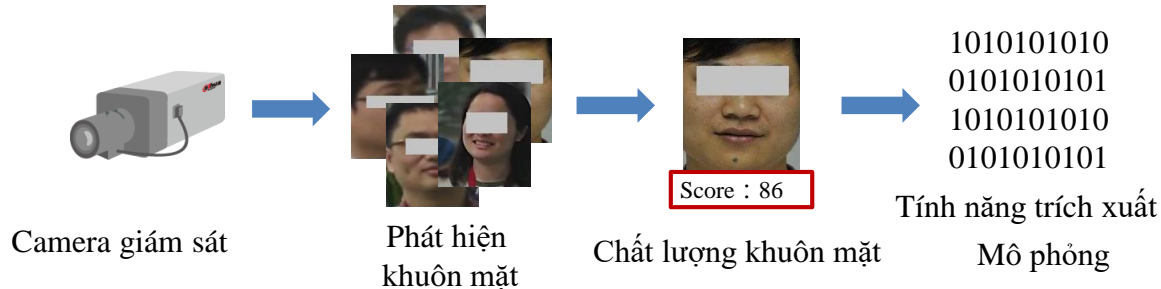 1010101010
0101010101
1010101010
0101010101
Score：86
Tính năng trích xuất
Mô phỏng
Camera giám sát
Phát hiện
khuôn mặt
Chất lượng khuôn mặt